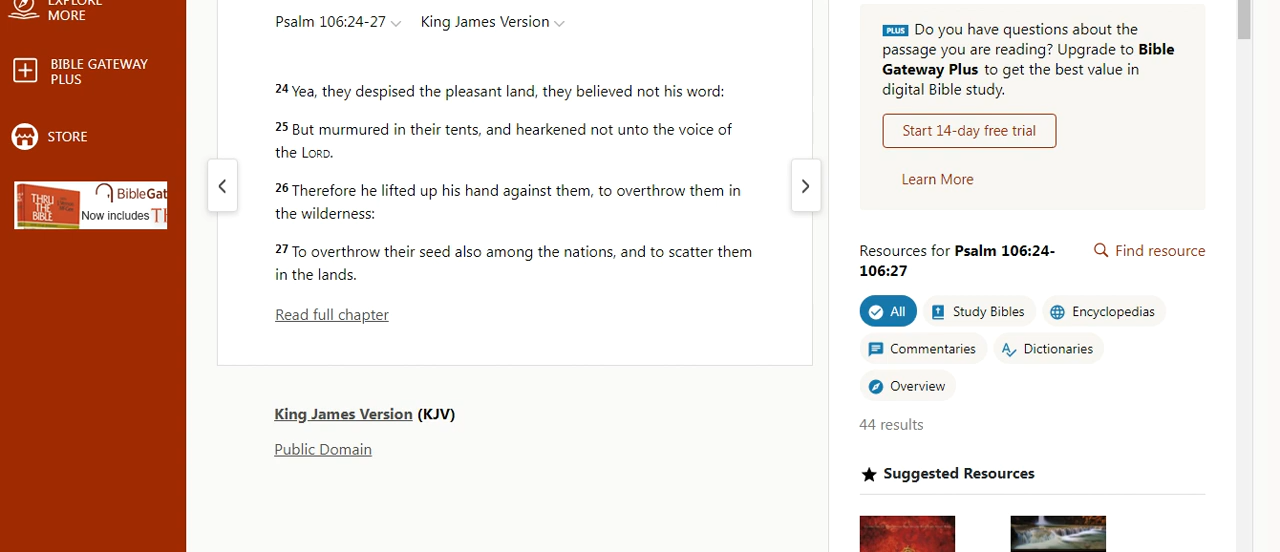 EXPLORE
MORE
BIBLE GATEWAY
PLUS
STORE
THRU
THE
BIBLE
BibleGat
Now includes TH
Psalm 106:24-27
King James Version
24 Yea, they despised the pleasant land, they believed not his word:
25 But murmured in their tents, and hearkened not unto the voice of
the LORD.
26 Therefore he lifted up his hand against them, to overthrow them in
the wilderness:
27 To overthrow their seed also among the nations, and to scatter them
in the lands.
Read full chapter
King James Version (KJV)
Public Domain
PLUS Do you have questions about the
passage you are reading? Upgrade to Bible
Gateway Plus to get the best value in
digital Bible study.
Start 14-day free trial
Learn More
Resources for Psalm 106:24-
106:27
Find resource
All
Study Bibles
Encyclopedias
Commentaries
Dictionaries
Overview
44 results
Suggested Resources